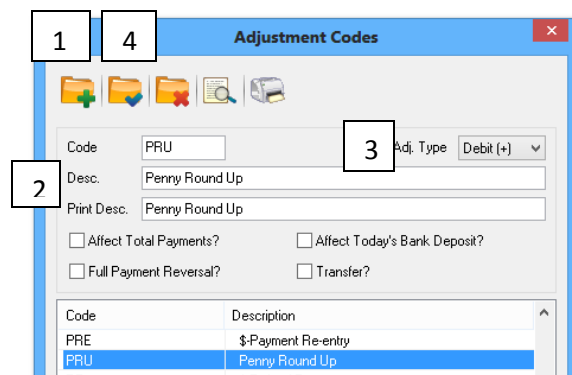 1 4 Adjustment Codes
Code PRU 3 Adj. Type Debit (+)
2 Desc. Penny Round Up
Print Desc. Penny Round Up
Affect Total Payments? Affect Today's Bank Deposit?
Full Payment Reversal? Transfer?
Code Description
PRE $-Payment Re-entry
PRU Penny Round Up